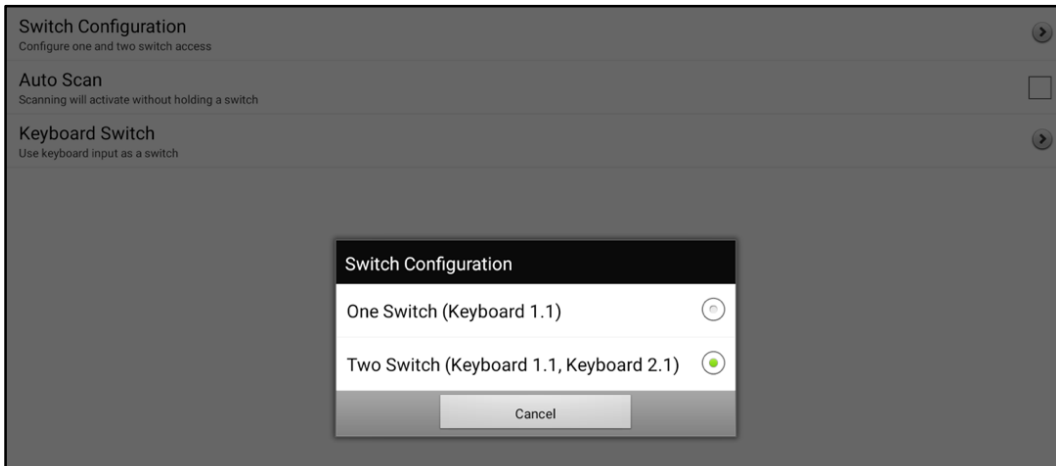 Switch Configuration
Configure one and two switch access
Auto Scan
Scanning will activate without holding a switch
Keyboard Switch
Use keyboard input as a switch
Switch Configuration
One Switch (Keyboard 1.1)
Two Switch (Keyboard 1.1, Keyboard 2.1)
Cancel